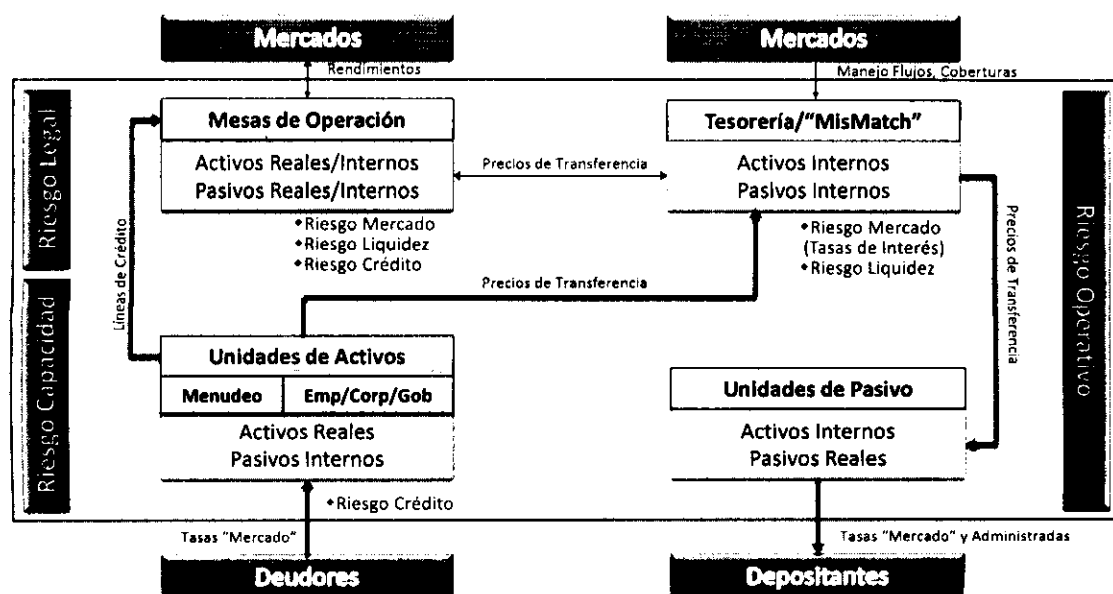 Mercados
Mercados
Rendimientos
Manejo Flujos, Coberturas
Riesgo Legal
Mesas de Operación
Activos Reales/Internos
Pasivos Reales/Internos
Riesgo Mercado
Riesgo Liquidez
Riesgo Crédito
Precios de Transferencia
Tesorería/"MisMatch"
Activos Internos
Pasivos Internos
Riesgo Mercado
(Tasas de Interés)
Riesgo Liquidez
Precios de Transferencia
Riesgo Operativo
Líneas de Crédito
Precios de Transferencia
Riesgo Capacidad
Unidades de Activos
Menudeo
Emp/Corp/Gob
Activos Reales
Pasivos Internos
Riesgo Crédito
Unidades de Pasivo
Activos Internos
Pasivos Reales
Tasas "Mercado"
Tasas "Mercado" y Administradas
Deudores
Depositantes